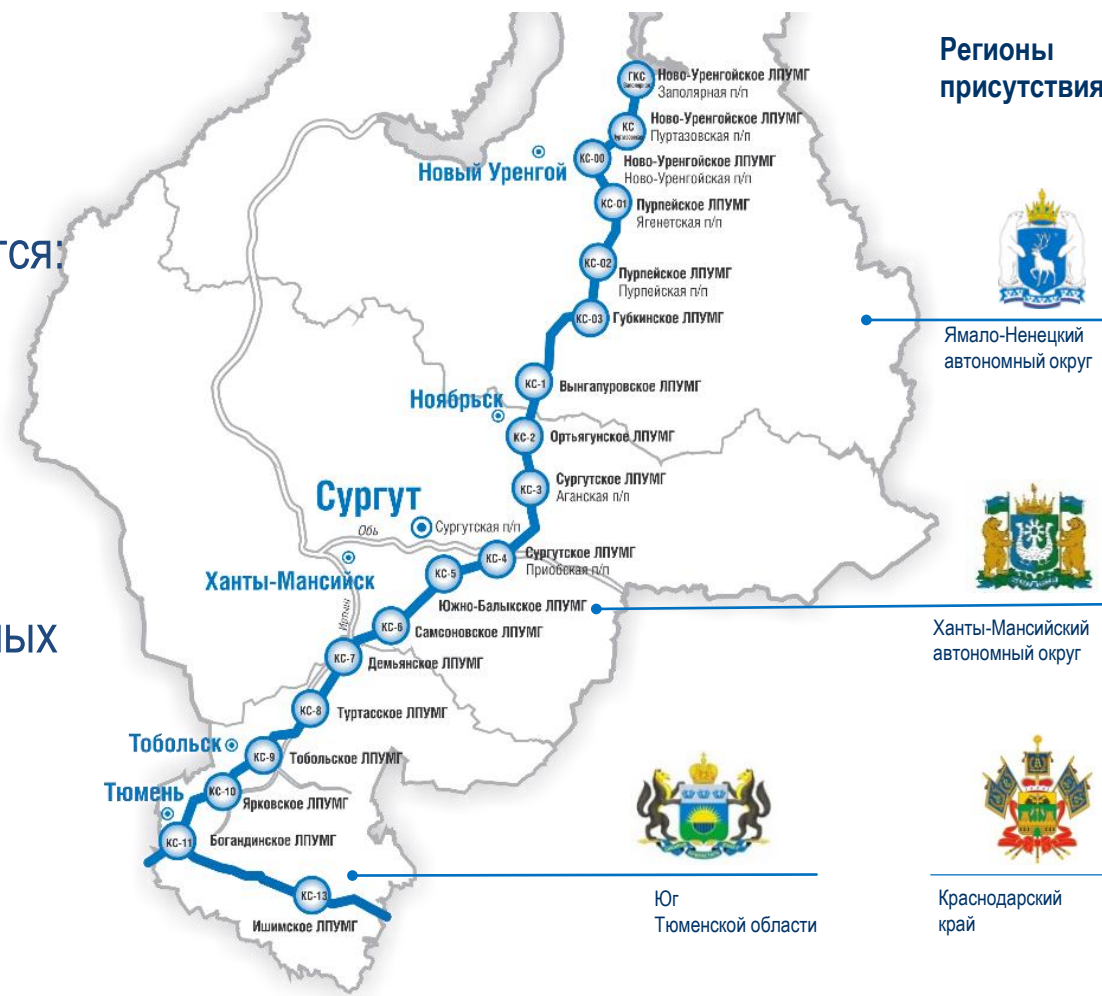 Регионы
присутствия
ГКС
Заполярная
Ново-Уренгойское ЛПУМГ
Заполярная п/п
КС
Пуртазовская
Ново-Уренгойское ЛПУМГ
Пуртазовская п/п
КС-00
Ново-Уренгойское ЛПУМГ
Ново-Уренгойская п/п
Новый Уренгой
КС-01
Пурпейское ЛПУМГ
Ягенетская п/п
тся:
КС-02
Пурпейское ЛПУМГ
Пурпейская п/п
КС-03
Губкинское ЛПУМГ
Ямало-Ненецкий
автономный округ
КС-1
Вынгапуровское ЛПУМГ
Ноябрьск
КС-2
Ортьягунское ЛПУМГ
КС-3
Сургутское ЛПУМГ
Аганская п/п
Сургут
Обь
Сургутская п/п
КС-4
Сургутское ЛПУМГ
Приобская п/п
Ханты-Мансийск
КС-5
Южно-Балыкское ЛПУМГ
Иртыш
КС-6
Самсоновское ЛПУМГ
ных
Ханты-Мансийский
автономный округ
КС-7
Демьянское ЛПУМГ
КС-8
Туртасское ЛПУМГ
Тобольск
КС-9
Тобольское ЛПУМГ
Тюмень
КС-10
Ярковское ЛПУМГ
КС-11
Богандинское ЛПУМГ
КС-13
Ишимское ЛПУМГ
Юг
Тюменской области
Краснодарский
край